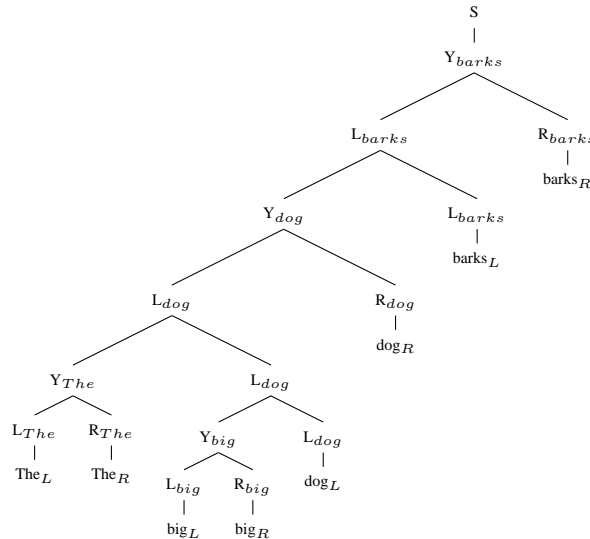 S
Y_barks
L_barks R_barks
barks_R
Y_dog L_barks
barks_L
L_dog R_dog
dog_R
Y_The L_dog
L_The R_The Y_big L_dog
The_L The_R L_big R_big dog_L
big_L big_R